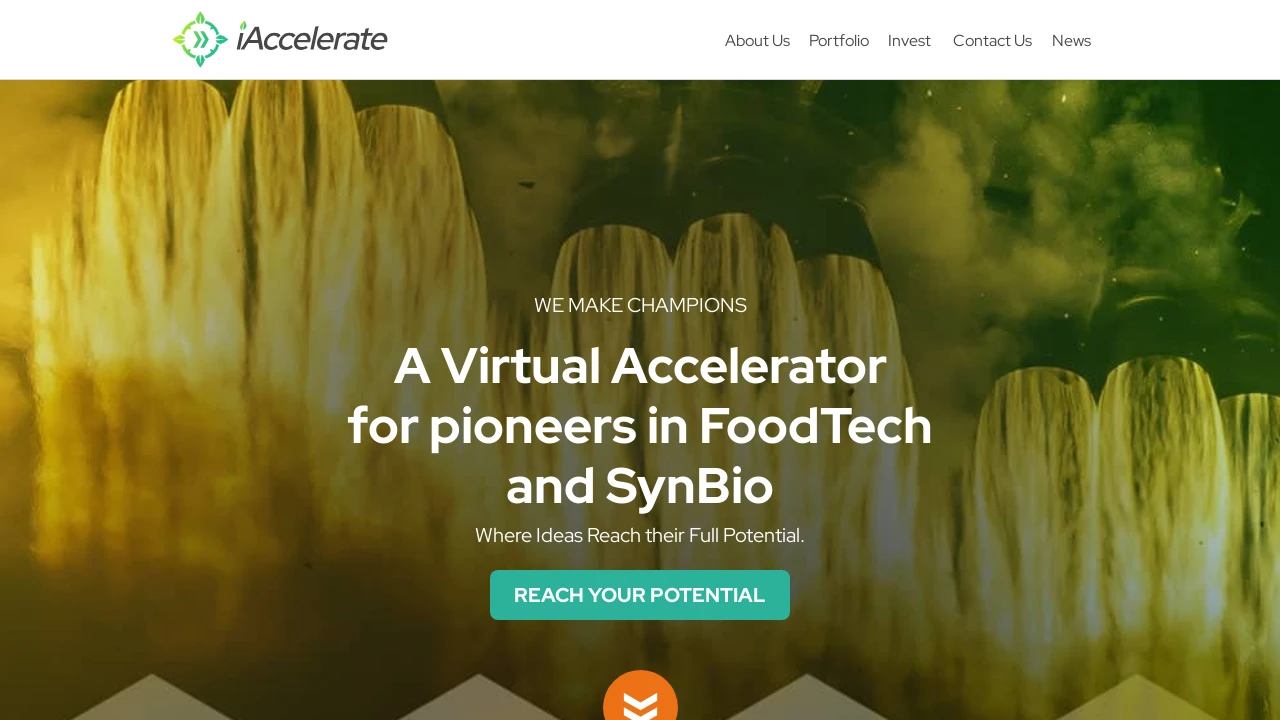 iAccelerate
About Us
Portfolio
Invest
Contact Us
News
WE MAKE CHAMPIONS
A Virtual Accelerator
for pioneers in FoodTech
and SynBio
Where Ideas Reach their Full Potential.
REACH YOUR POTENTIAL